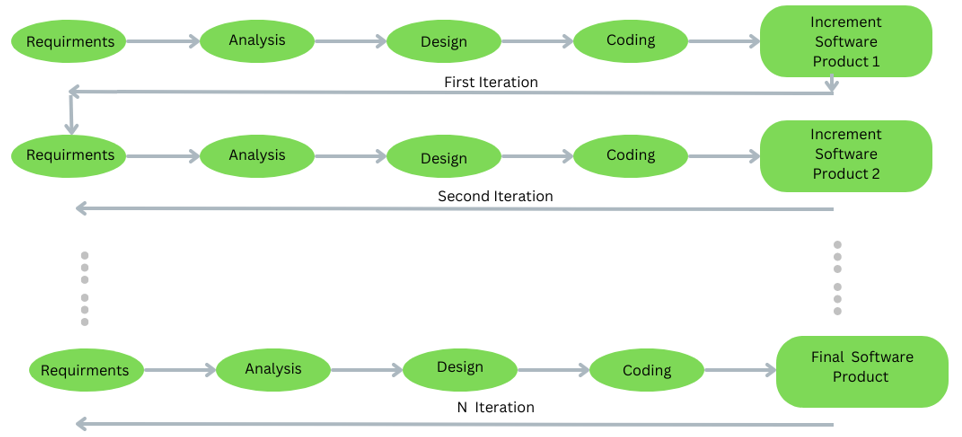 Requirments
Analysis
Design
Coding
Increment
Software
Product 1
First Iteration
Requirments
Analysis
Design
Coding
Increment
Software
Product 2
Second Iteration
Requirments
Analysis
Design
Coding
Final Software
Product
N Iteration